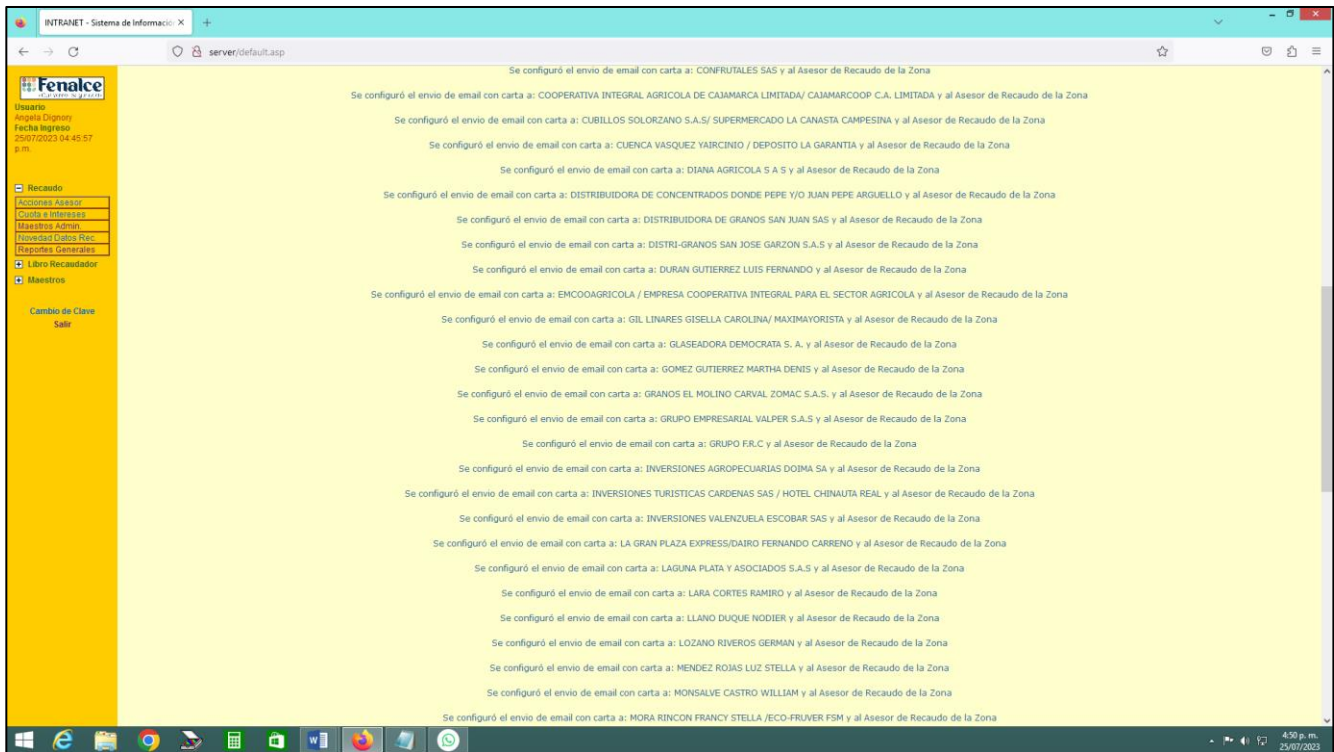 INTRANET - Sistema de Informació
server/default.asp
Fenalce
Usuario
Angela Dignory
Fecha Ingreso
25/07/2023 04:45:57
p.m.
Recaudo
Acciones Asesor
Cuota e Intereses
Maestros Admin.
Novedad Datos Rec.
Reportes Generales
Libro Recaudador
Maestros
Cambio de Clave
Salir
Se configuró el envio de email con carta a: CONFRUTALES SAS y al Asesor de Recaudo de la Zona
Se configuró el envio de email con carta a: COOPERATIVA INTEGRAL AGRICOLA DE CAJAMARCA LIMITADA/ CAJAMARCOOP C.A. LIMITADA y al Asesor de Recaudo de la Zona
Se configuró el envio de email con carta a: CUBILLOS SOLORZANO S.A.S/ SUPERMERCADO LA CANASTA CAMPESINA y al Asesor de Recaudo de la Zona
Se configuró el envio de email con carta a: CUENCA VASQUEZ YAIRCINIO / DEPOSITO LA GARANTIA y al Asesor de Recaudo de la Zona
Se configuró el envio de email con carta a: DIANA AGRICOLA S A S y al Asesor de Recaudo de la Zona
Se configuró el envio de email con carta a: DISTRIBUIDORA DE CONCENTRADOS DONDE PEPE Y/O JUAN PEPE ARGUELLO y al Asesor de Recaudo de la Zona
Se configuró el envio de email con carta a: DISTRIBUIDORA DE GRANOS SAN JUAN SAS y al Asesor de Recaudo de la Zona
Se configuró el envio de email con carta a: DISTRI-GRANOS SAN JOSE GARZON S.A.S y al Asesor de Recaudo de la Zona
Se configuró el envio de email con carta a: DURAN GUTIERREZ LUIS FERNANDO y al Asesor de Recaudo de la Zona
Se configuró el envio de email con carta a: EMCOOAGRICOLA / EMPRESA COOPERATIVA INTEGRAL PARA EL SECTOR AGRICOLA y al Asesor de Recaudo de la Zona
Se configuró el envio de email con carta a: GIL LINARES GISELLA CAROLINA/ MAXIMAYORISTA y al Asesor de Recaudo de la Zona
Se configuró el envio de email con carta a: GLASEADORA DEMOCRATA S. A. y al Asesor de Recaudo de la Zona
Se configuró el envio de email con carta a: GOMEZ GUTIERREZ MARTHA DENIS y al Asesor de Recaudo de la Zona
Se configuró el envio de email con carta a: GRANOS EL MOLINO CARVAL ZOMAC S.A.S. y al Asesor de Recaudo de la Zona
Se configuró el envio de email con carta a: GRUPO EMPRESARIAL VALPER S.A.S y al Asesor de Recaudo de la Zona
Se configuró el envio de email con carta a: GRUPO F.R.C y al Asesor de Recaudo de la Zona
Se configuró el envio de email con carta a: INVERSIONES AGROPECUARIAS DOIMA SA y al Asesor de Recaudo de la Zona
Se configuró el envio de email con carta a: INVERSIONES TURISTICAS CARDENAS SAS / HOTEL CHINAUTA REAL y al Asesor de Recaudo de la Zona
Se configuró el envio de email con carta a: INVERSIONES VALENZUELA ESCOBAR SAS y al Asesor de Recaudo de la Zona
Se configuró el envio de email con carta a: LA GRAN PLAZA EXPRESS/DAIRO FERNANDO CARRENO y al Asesor de Recaudo de la Zona
Se configuró el envio de email con carta a: LAGUNA PLATA Y ASOCIADOS S.A.S y al Asesor de Recaudo de la Zona
Se configuró el envio de email con carta a: LARA CORTES RAMIRO y al Asesor de Recaudo de la Zona
Se configuró el envio de email con carta a: LLANO DUQUE NODIER y al Asesor de Recaudo de la Zona
Se configuró el envio de email con carta a: LOZANO RIVEROS GERMAN y al Asesor de Recaudo de la Zona
Se configuró el envio de email con carta a: MENDEZ ROJAS LUZ STELLA y al Asesor de Recaudo de la Zona
Se configuró el envio de email con carta a: MONSALVE CASTRO WILLIAM y al Asesor de Recaudo de la Zona
Se configuró el envio de email con carta a: MORA RINCON FRANCY STELLA /ECO-FRUVER FSM y al Asesor de Recaudo de la Zona
4:50 p. m.
25/07/2023